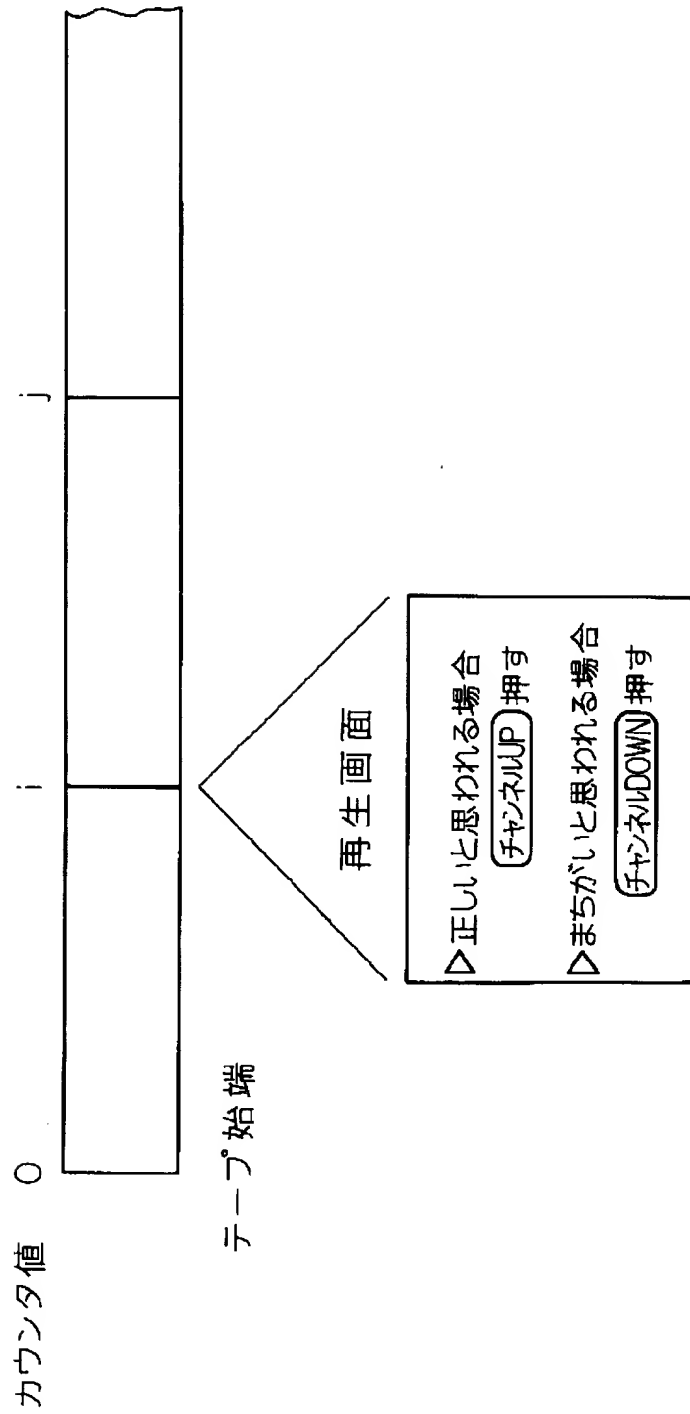 カウンタ値 0 i j
テープ始端
再生画面
▷正しいと思われる場合
チャンネルUP 押す
▷まちがいと思われる場合
チャンネルDOWN 押す